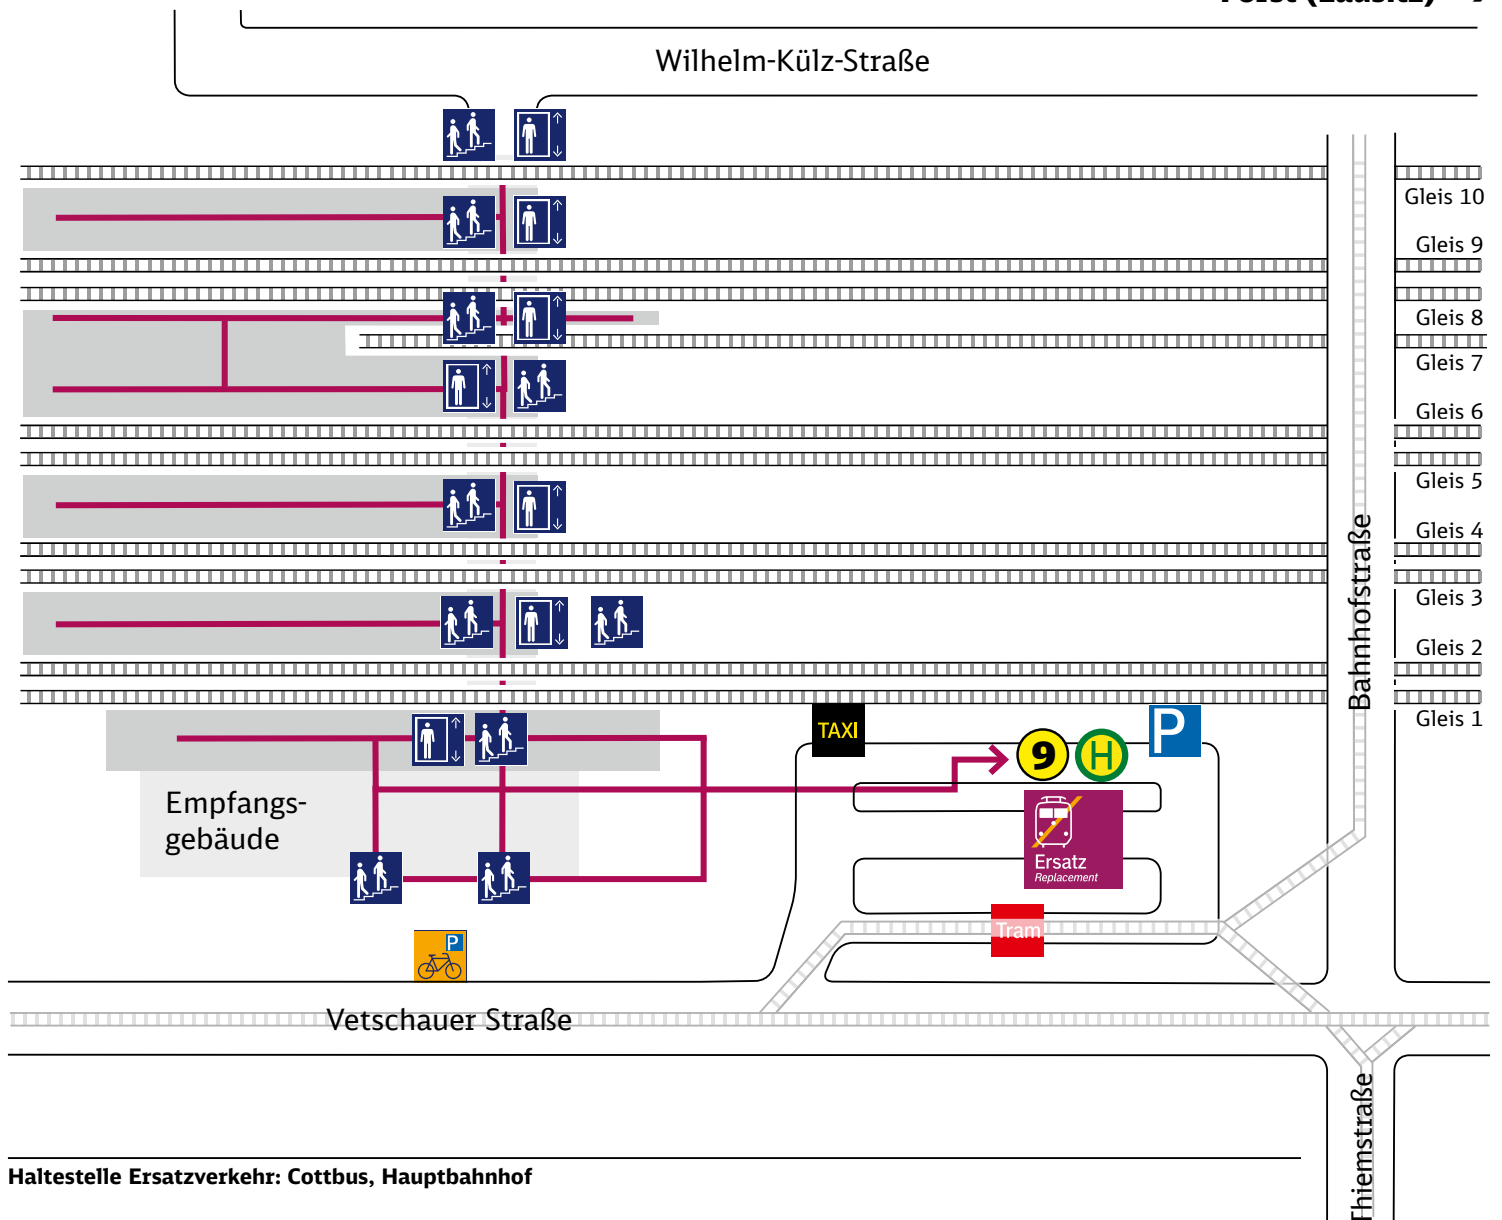 Forst (Lausitz)
Wilhelm-Külz-Straße
Gleis 10
Gleis 9
Gleis 8
Gleis 7
Gleis 6
Gleis 5
Gleis 4
Gleis 3
Gleis 2
Gleis 1
Bahnhofstraße
TAXI
9
H
P
Empfangs-
gebäude
Ersatz
Replacement
Tram
P
Vetschauer Straße
Thiemstraße
Haltestelle Ersatzverkehr: Cottbus, Hauptbahnhof